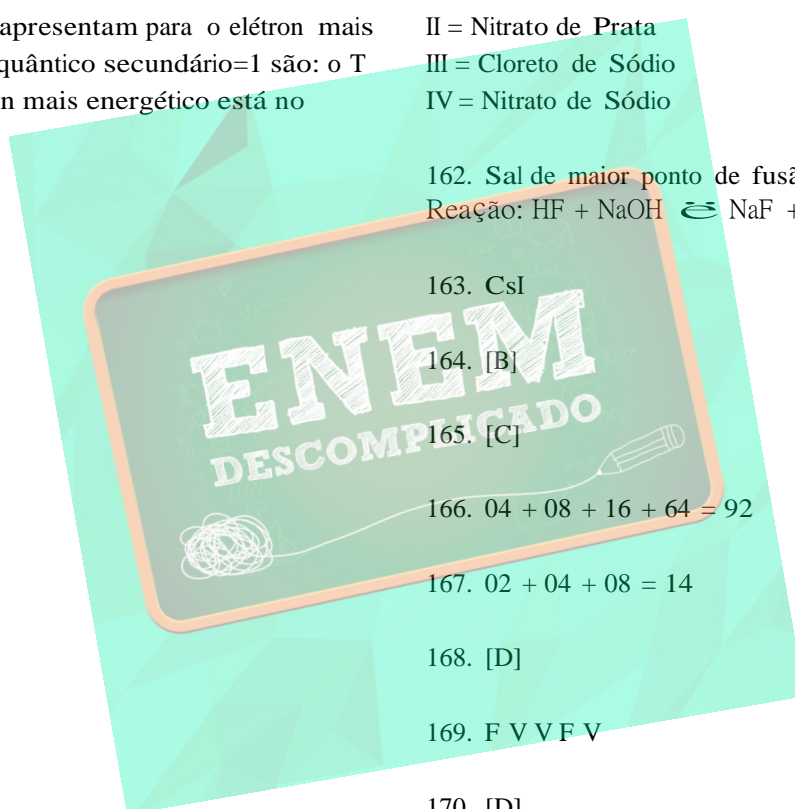 apresentam para o elétron mais
quântico secundário=1 são: o T
n mais energético está no
II = Nitrato de Prata
III = Cloreto de Sódio
IV = Nitrato de Sódio
162. Sal de maior ponto de
Reação: HF + NaOH NaF +
163. CsI
164. [B]
165. [C]
166. 04 + 08 + 16 + 64 = 92
167. 02 + 04 + 08 = 14
168. [D]
169. F V V F V
170. [D]
ENEM
DESCOMPLICADO